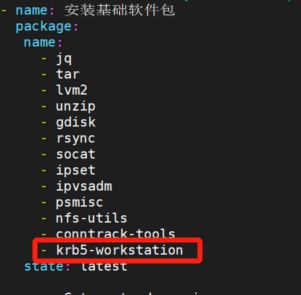 - name: 安装基础软件包
package:
name:
- jq
- tar
- lvm2
- unzip
- gdisk
- rsync
- socat
- ipset
- ipvsadm
- psmisc
- nfs-utils
- conntrack-tools
- krb5-workstation
state: latest